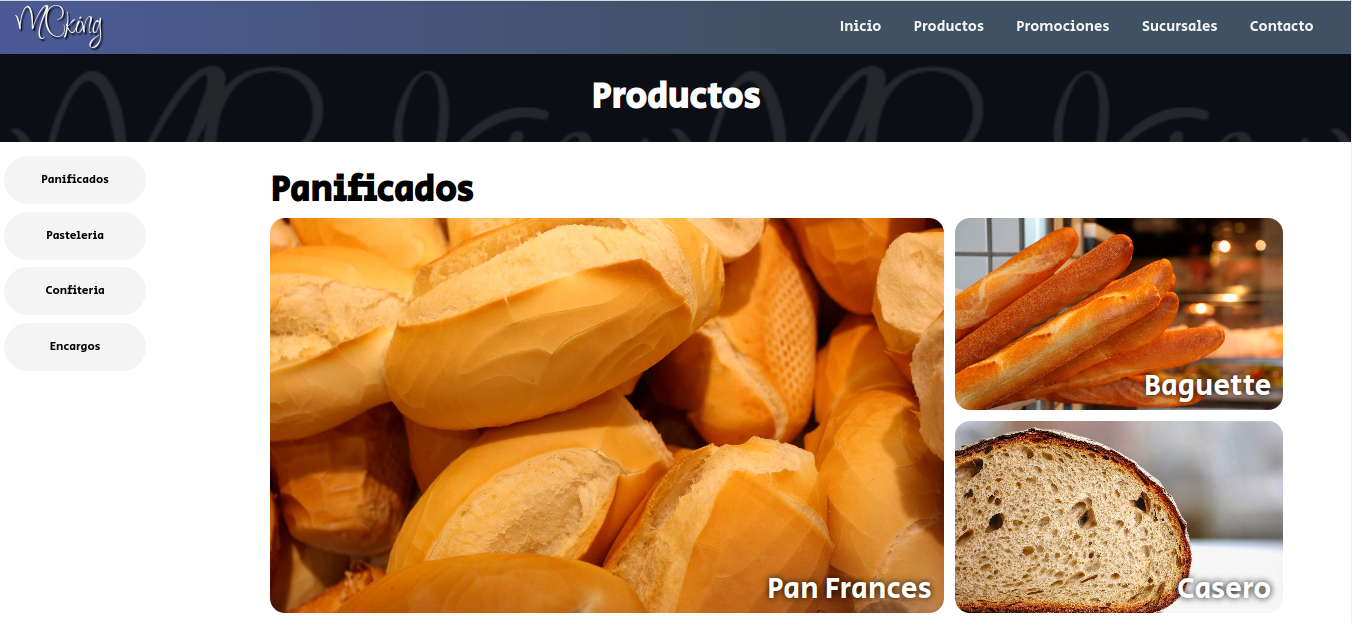 MCking
Inicio Productos Promociones Sucursales Contacto
Productos
Panificados
Pasteleria
Confiteria
Encargos
Panificados
Baguette
Pan Frances
Casero